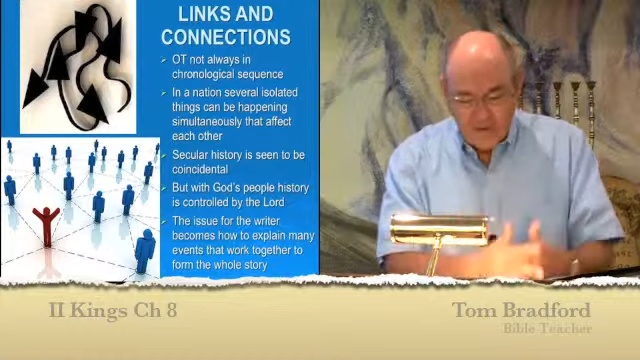 LINKS AND
CONNECTIONS
OT not always in
chronological sequence
In a nation several isolated
things can be happening
simultaneously that affect
each other
Secular history is seen to be
coincidental
But with God's people history
is controlled by the Lord
The issue for the writer
becomes how to explain many
events that work together to
form the whole story
II Kings Ch 8
Tom Bradford
Bible Teacher